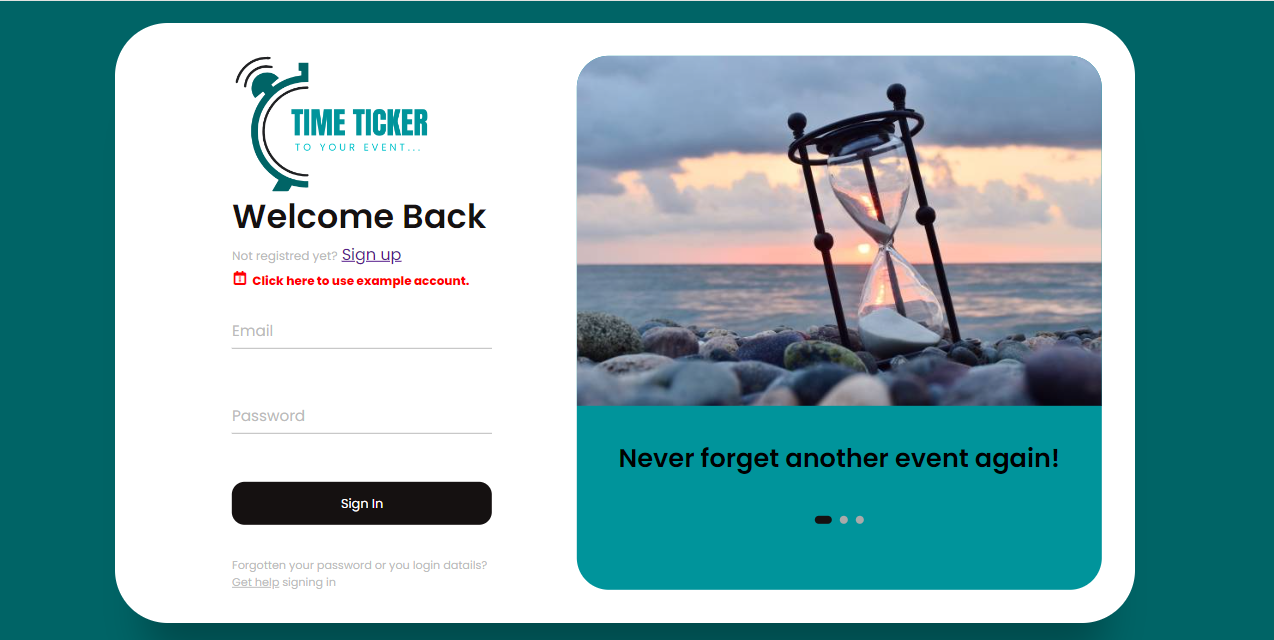 TIME TICKER
TO YOUR EVENT...
Welcome Back
Not registred yet? Sign up
Click here to use example account.
Email
Password
Sign In
Forgotten your password or you login datails?
Get help signing in
Never forget another event again!